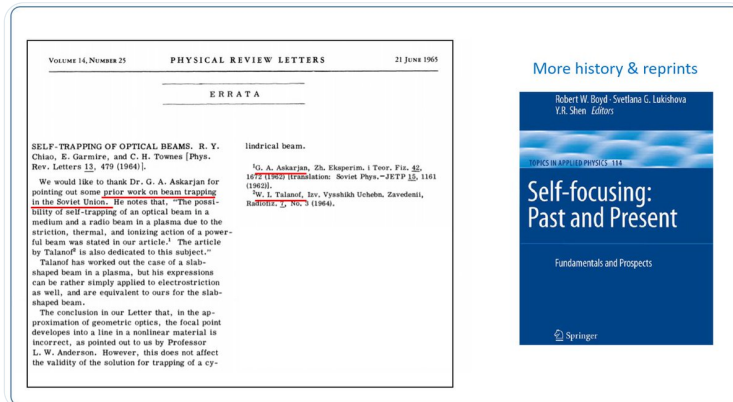 VOLUME 14, NUMBER 25 PHYSICAL REVIEW LETTERS 21 JUNE 1965
ERRATA
SELF-TRAPPING OF OPTICAL BEAMS. R. Y.
Chiao, E. Garmire, and C. H. Townes [Phys.
Rev. Letters 13, 479 (1964)].
We would like to thank Dr. G. A. Askarjan for
pointing out some prior work on beam trapping
in the Soviet Union. He notes that, "The possi-
bility of self-trapping of an optical beam in a
medium and a radio beam in a plasma due to the
striction, thermal, and ionizing action of a power-
ful beam was stated in our article.¹ The article
by Talanof² is also dedicated to this subject."
Talanof has worked out the case of a slab-
shaped beam in a plasma, but his expressions
can be rather simply applied to electrostriction
as well, and are equivalent to ours for the slab-
shaped beam.
The conclusion in our Letter that, in the ap-
proximation of geometric optics, the focal point
developes into a line in a nonlinear material is
incorrect, as pointed out to us by Professor
L. W. Anderson. However, this does not affect
the validity of the solution for trapping of a cy-
lindrical beam.
¹G. A. Askarjan, Zh. Eksperim. i Teor. Fiz. 42,
1672 (1962) [translation: Soviet Phys.-JETP 15, 1161
(1962)].
²W. I. Talanof, Izv. Vysshikh Uchebn. Zavedenii,
Radiofiz. 7, No. 3 (1964).
More history & reprints
Robert W. Boyd · Svetlana G. Lukishova
Y.R. Shen Editors
TOPICS IN APPLIED PHYSICS 114
Self-focusing:
Past and Present
Fundamentals and Prospects
Springer